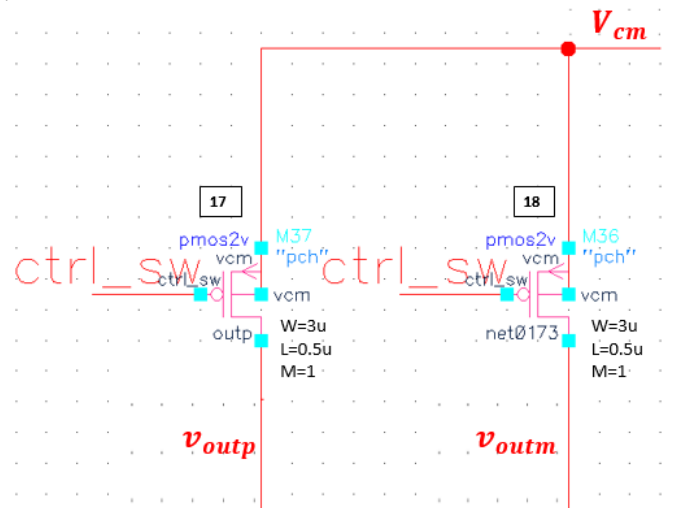 V_cm
17
18
pmos2v
M37
vcm
"pch"
ctrl_sw
ctrl_sw
vcm
outp
W=3u
L=0.5u
M=1
pmos2v
M36
vcm
"pch"
ctrl_sw
ctrl_sw
vcm
net0173
W=3u
L=0.5u
M=1
v_outp
v_outm